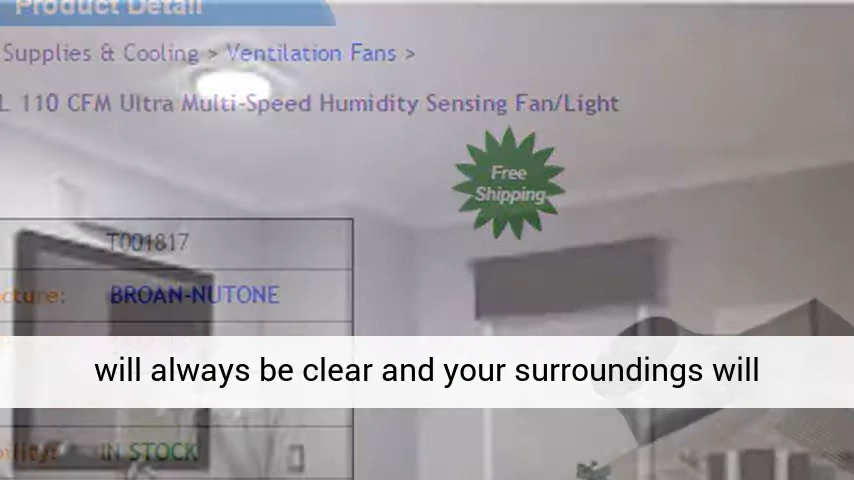 Product Detail
Supplies & Cooling > Ventilation Fans >
L 110 CFM Ultra Multi-Speed Humidity Sensing Fan/Light
Free
Shipping
T001817
cture: BROAN-NUTONE
will always be clear and your surroundings will
bility: IN STOCK